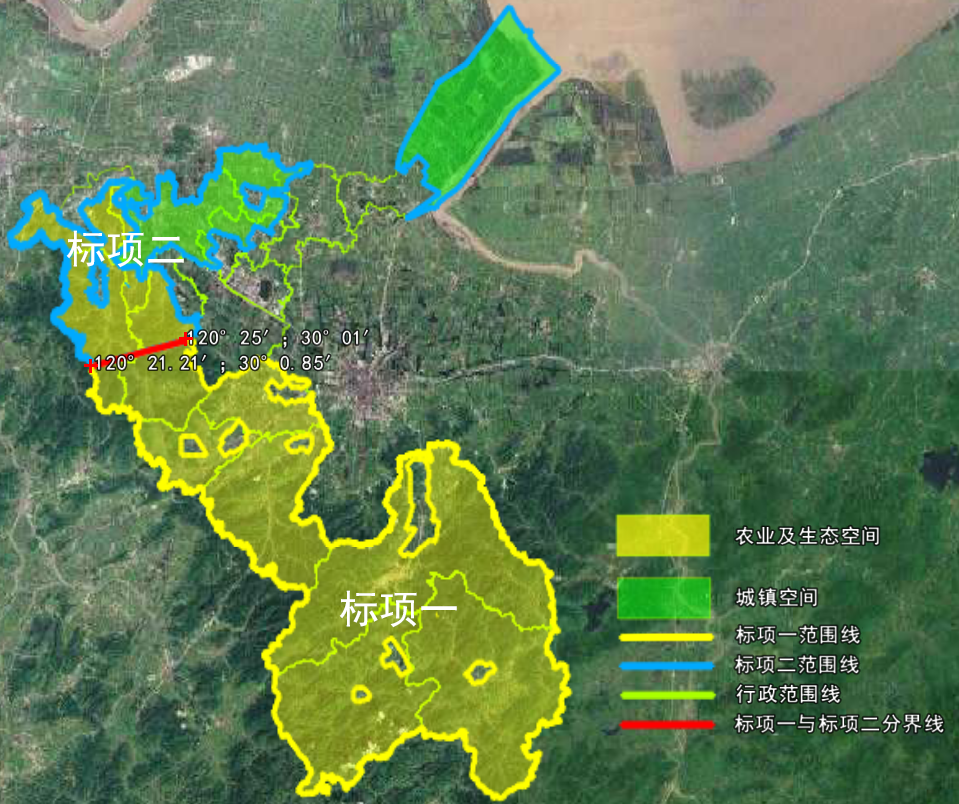 标项二
120° 25′ ; 30° 01′
120° 21.21′ ; 30° 0.85′
标项一
农业及生态空间
城镇空间
标项一范围线
标项二范围线
行政范围线
标项一与标项二分界线